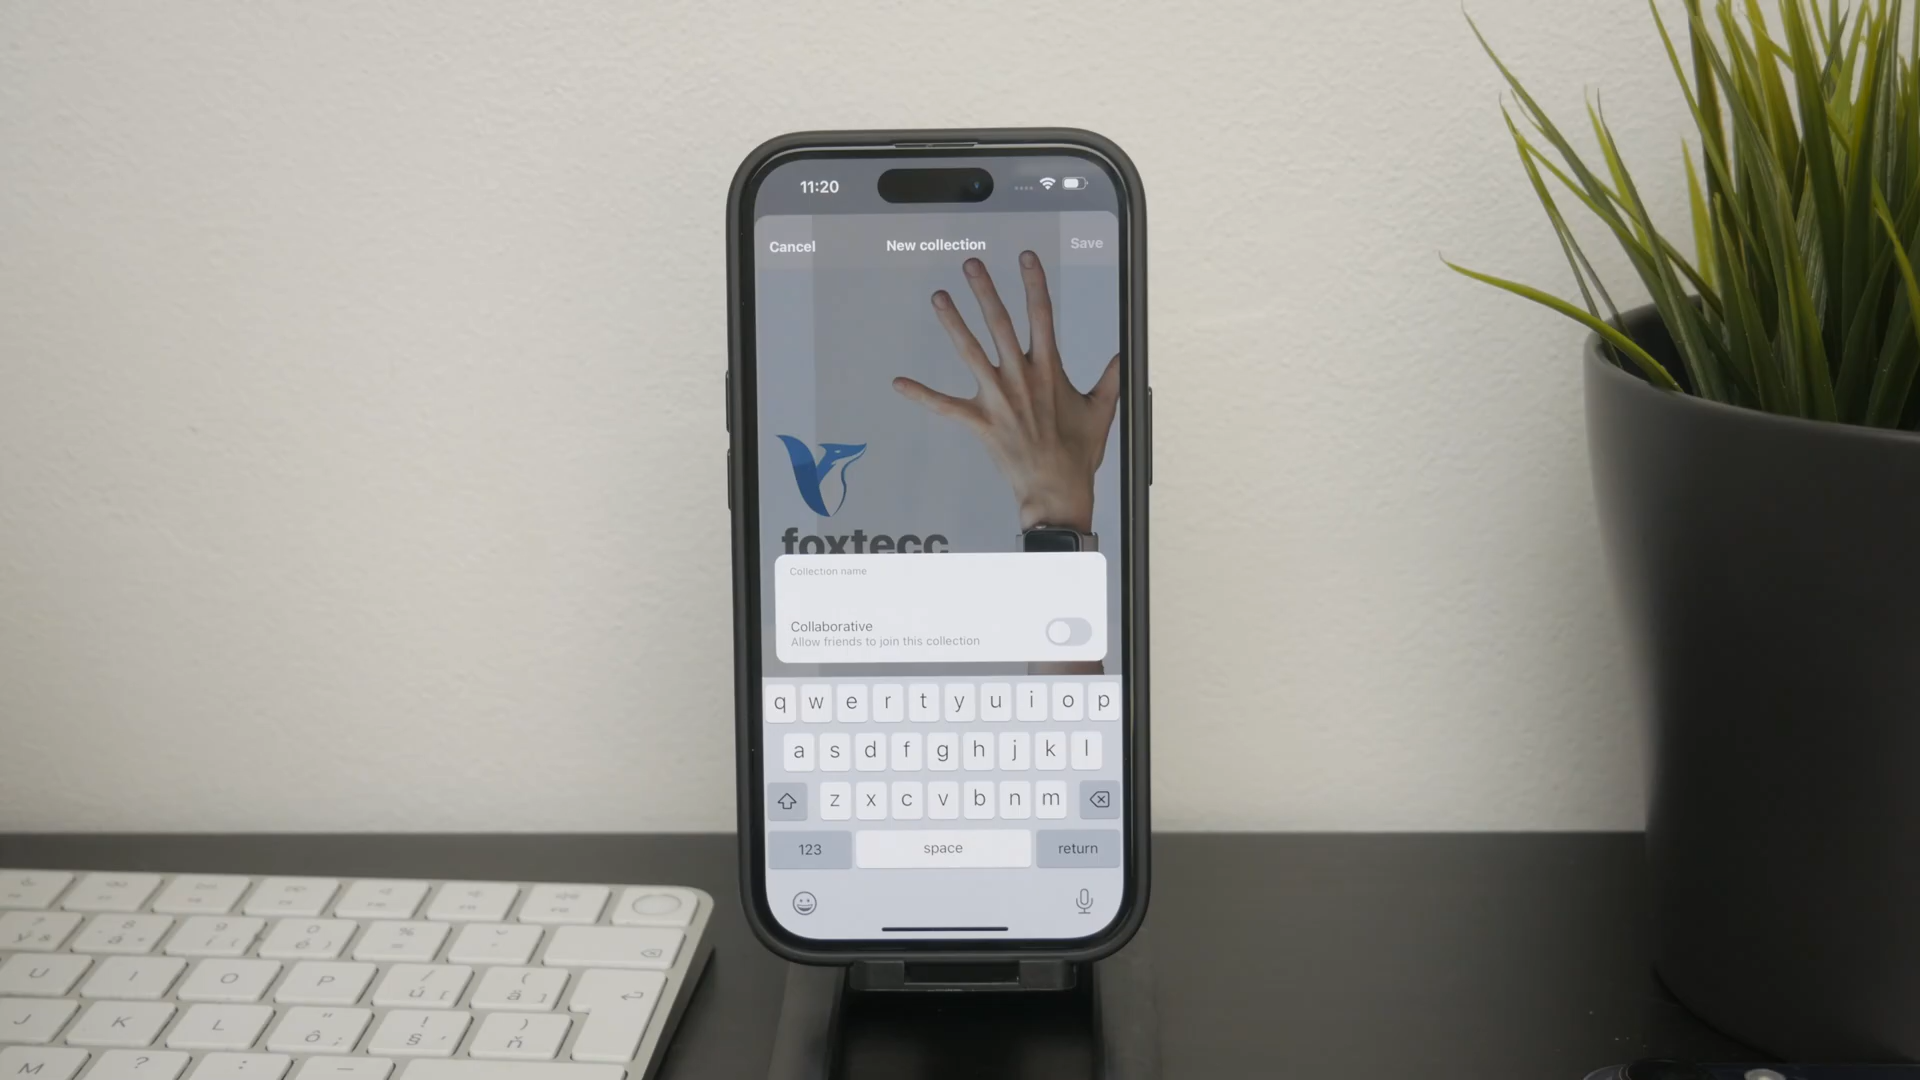 11:20
Cancel New collection Save
foxtecc
Collection name
Collaborative
Allow friends to join this collection
q w e r t y u i o p
a s d f g h j k l
z x c v b n m
123 space return
U I O P
J K L
M